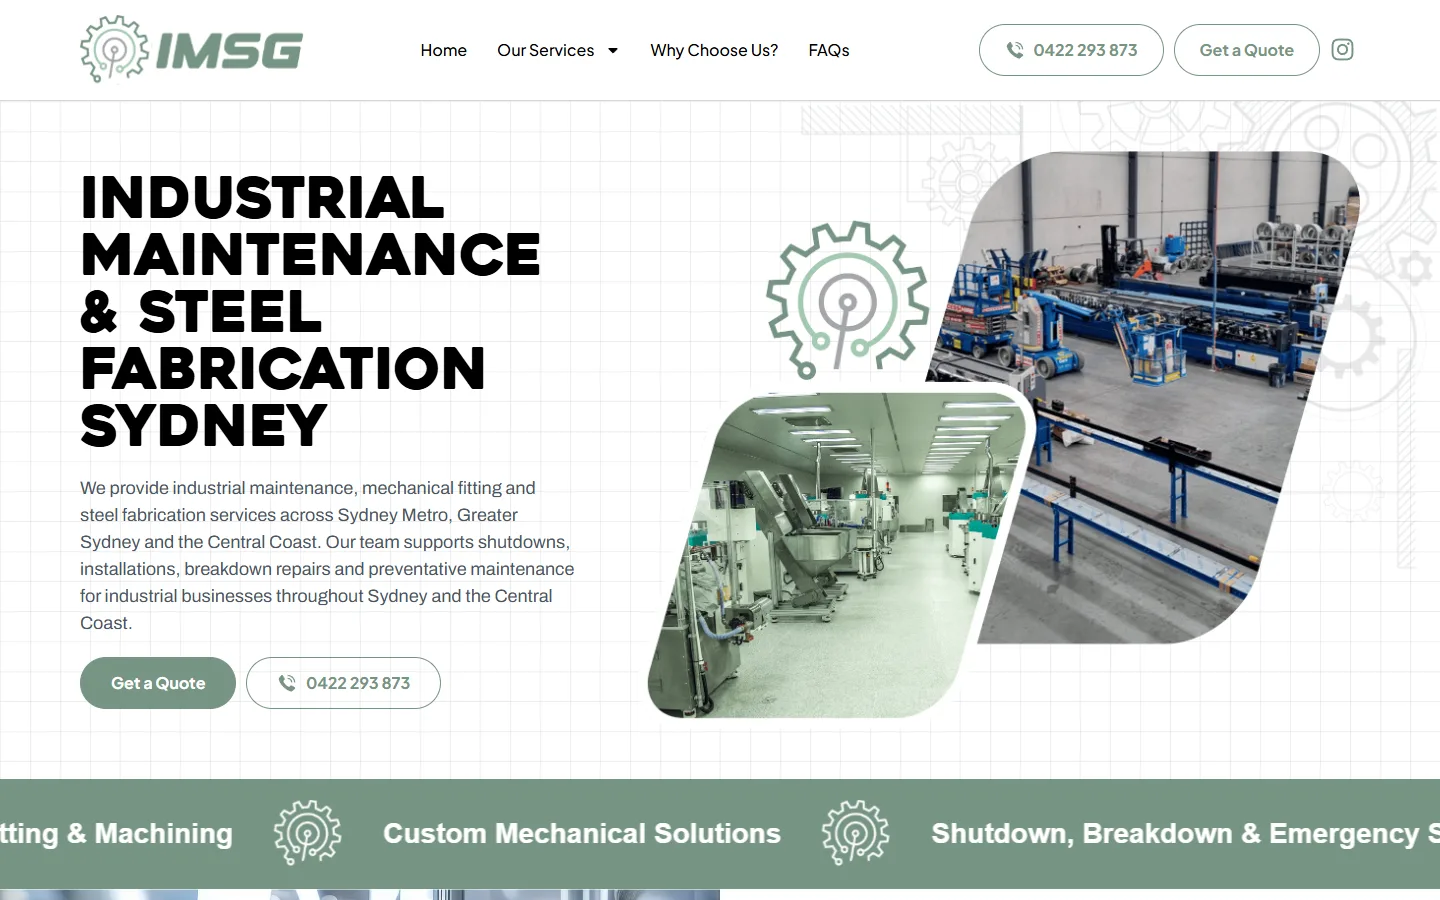 IMSG
Home
Our Services
Why Choose Us?
FAQs
0422 293 873
Get a Quote
INDUSTRIAL
MAINTENANCE
& STEEL
FABRICATION
SYDNEY
We provide industrial maintenance, mechanical fitting and
steel fabrication services across Sydney Metro, Greater
Sydney and the Central Coast. Our team supports shutdowns,
installations, breakdown repairs and preventative maintenance
for industrial businesses throughout Sydney and the Central
Coast.
Get a Quote
0422 293 873
tting & Machining
Custom Mechanical Solutions
Shutdown, Breakdown & Emergency S